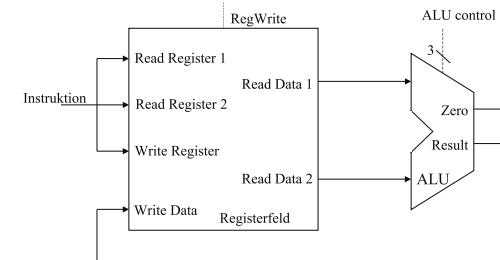 ALU control
RegWrite
3
Read Register 1
Read Data 1
Instruktion
Read Register 2
Zero
Write Register
Result
Read Data 2
ALU
Write Data
Registerfeld